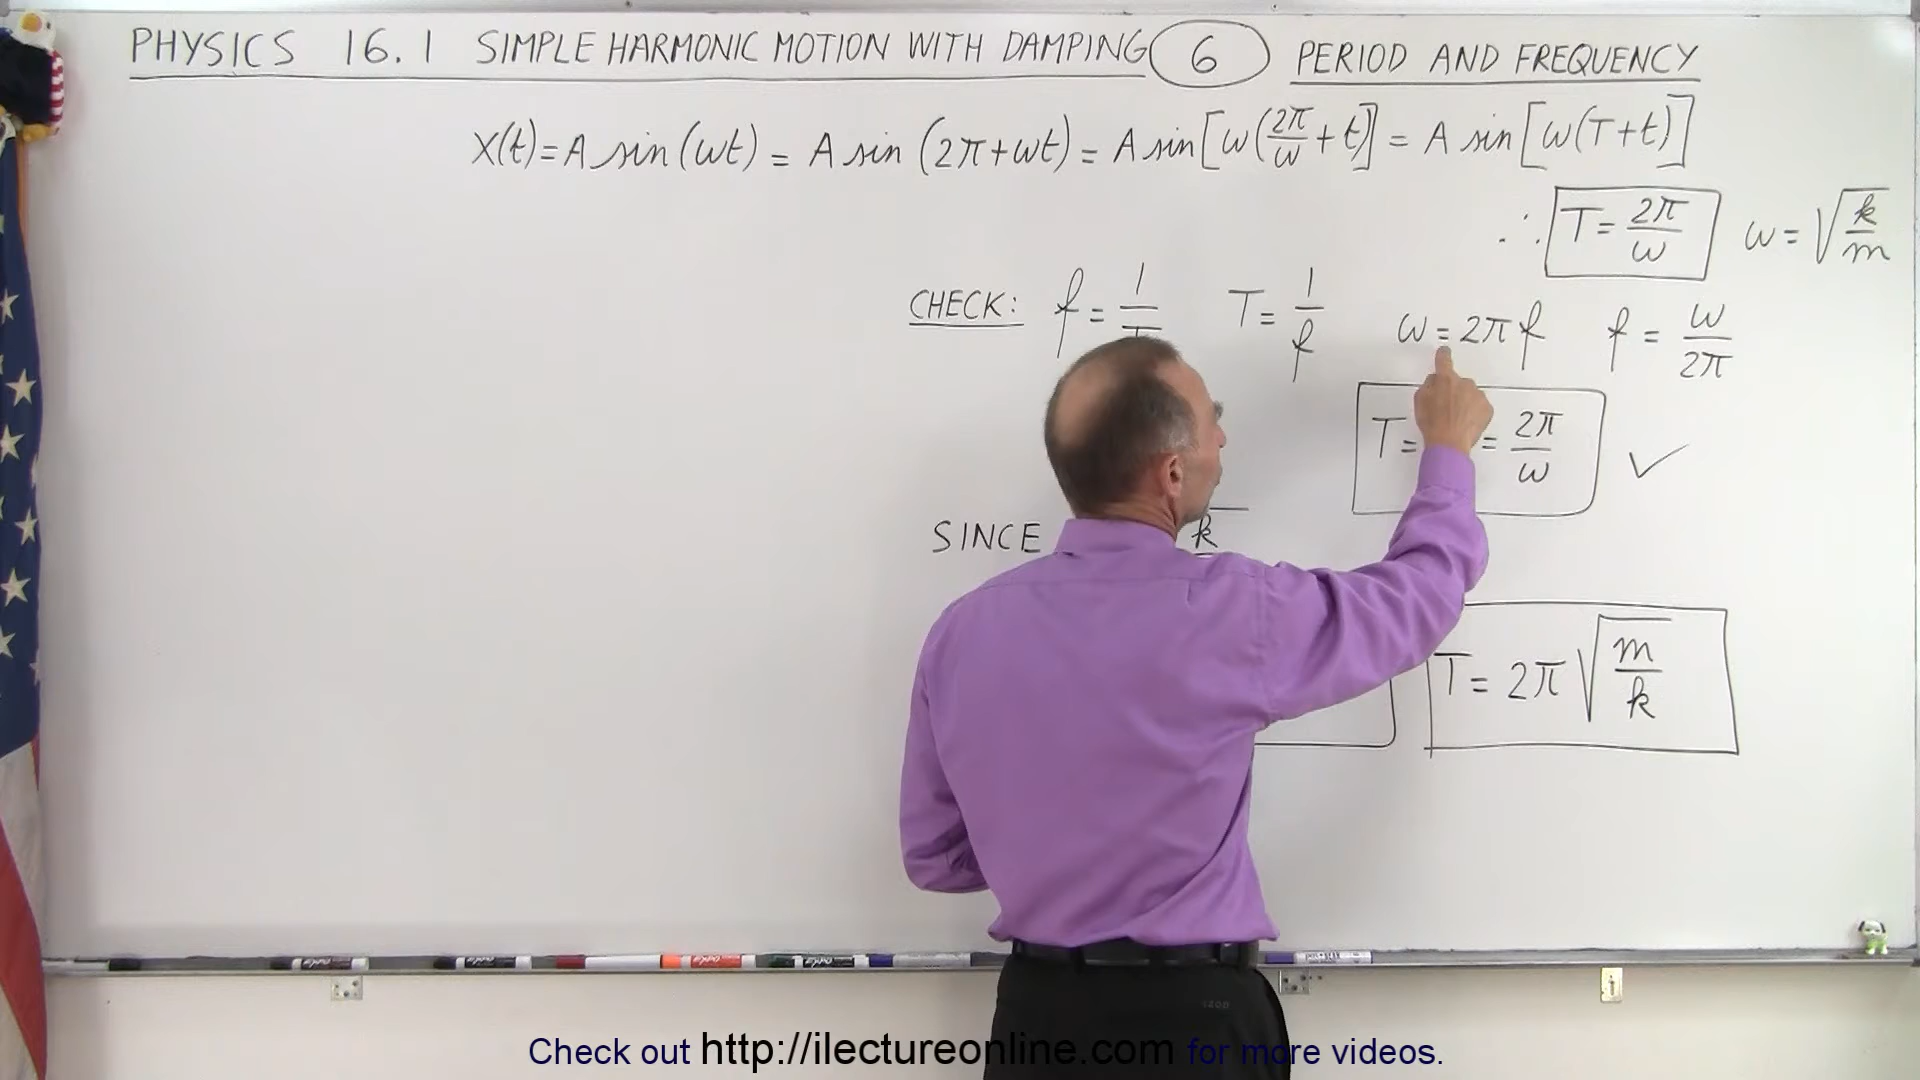 PHYSICS 16.1 SIMPLE HARMONIC MOTION WITH DAMPING 6 PERIOD AND FREQUENCY
X(t) = A sin (ωt) = A sin (2π + ωt) = A sin [ω(2π/ω + t)] = A sin [ω(T + t)]
∴ T = 2π/ω ω = √(k/m)
CHECK: f = 1/T T = 1/f ω = 2πf f = ω/2π
T = = 2π/ω ✓
SINCE k
T = 2π √(m/k)
Check out http://ilectureonline.com for more videos.